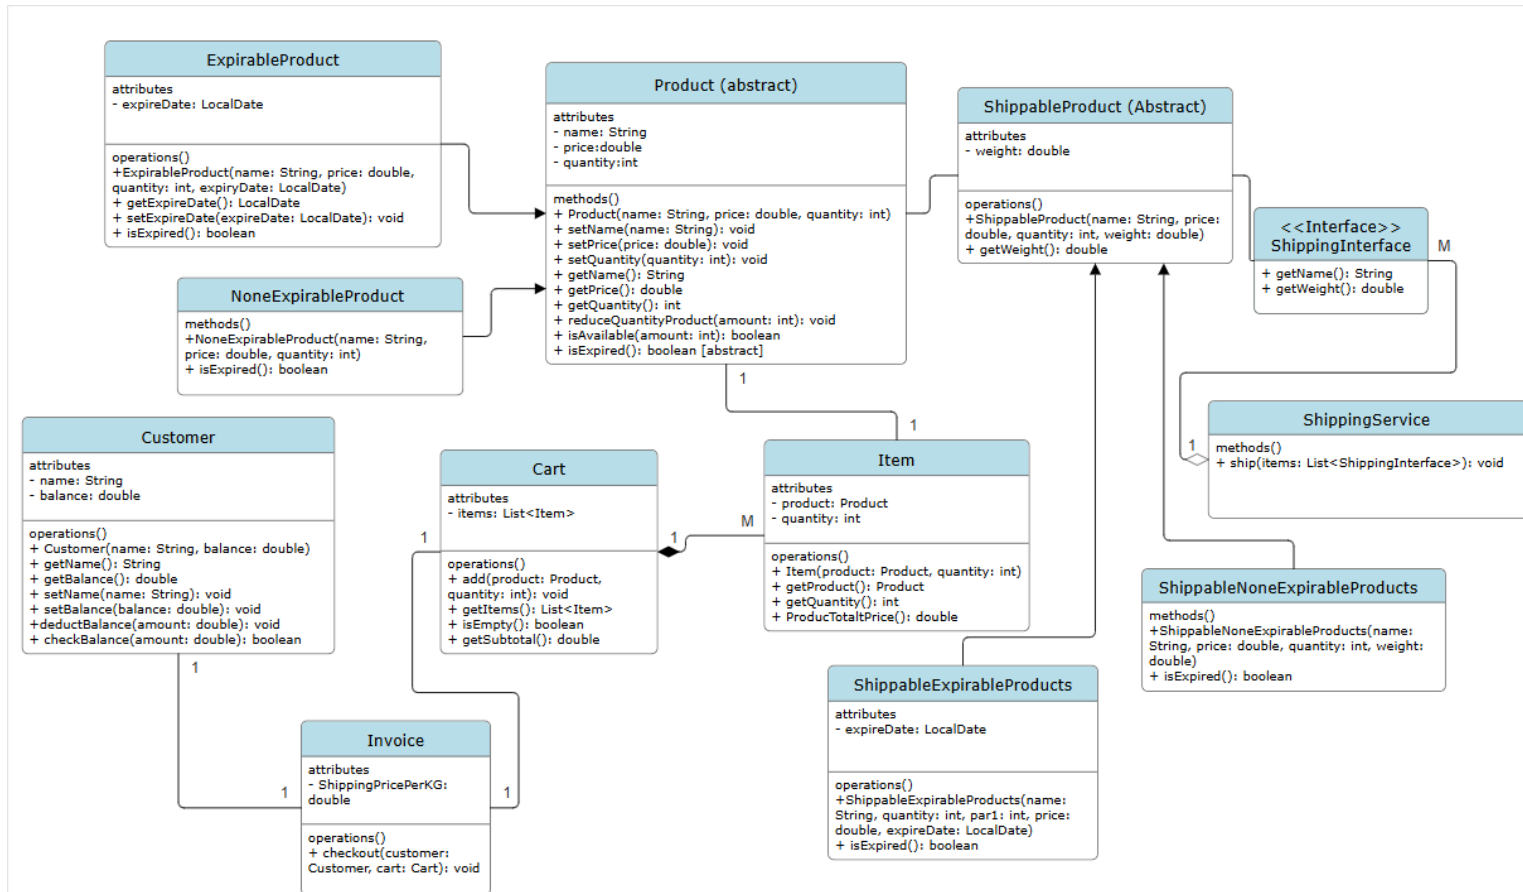 ExpirableProduct
attributes
- expireDate: LocalDate
operations()
+ExpirableProduct(name: String, price: double,
quantity: int, expiryDate: LocalDate)
+ getExpireDate(): LocalDate
+ setExpireDate(expireDate: LocalDate): void
+ isExpired(): boolean
Product (abstract)
attributes
- name: String
- price:double
- quantity:int
methods()
+ Product(name: String, price: double, quantity: int)
+ setName(name: String): void
+ setPrice(price: double): void
+ setQuantity(quantity: int): void
+ getName(): String
+ getPrice(): double
+ getQuantity(): int
+ reduceQuantityProduct(amount: int): void
+ isAvailable(amount: int): boolean
+ isExpired(): boolean [abstract]
1
ShippableProduct (Abstract)
attributes
- weight: double
operations()
+ShippableProduct(name: String, price:
double, quantity: int, weight: double)
+ getWeight(): double
<<Interface>>
ShippingInterface
+ getName(): String
+ getWeight(): double
M
NoneExpirableProduct
methods()
+NoneExpirableProduct(name: String,
price: double, quantity: int)
+ isExpired(): boolean
Customer
attributes
- name: String
- balance: double
operations()
+ Customer(name: String, balance: double)
+ getName(): String
+ getBalance(): double
+ setName(name: String): void
+ setBalance(balance: double): void
+deductBalance(amount: double): void
+ checkBalance(amount: double): boolean
1
Cart
attributes
- items: List<Item>
operations()
+ add(product: Product,
quantity: int): void
+ getItems(): List<Item>
+ isEmpty(): boolean
+ getSubtotal(): double
1
1
M
1
Item
attributes
- product: Product
- quantity: int
operations()
+ Item(product: Product, quantity: int)
+ getProduct(): Product
+ getQuantity(): int
+ ProducTotaltPrice(): double
1
ShippingService
methods()
+ ship(items: List<ShippingInterface>): void
ShippableNoneExpirableProducts
methods()
+ShippableNoneExpirableProducts(name:
String, price: double, quantity: int, weight:
double)
+ isExpired(): boolean
ShippableExpirableProducts
attributes
- expireDate: LocalDate
operations()
+ShippableExpirableProducts(name:
String, quantity: int, par1: int, price:
double, expireDate: LocalDate)
+ isExpired(): boolean
1
Invoice
attributes
- ShippingPricePerKG:
double
operations()
+ checkout(customer:
Customer, cart: Cart): void
1